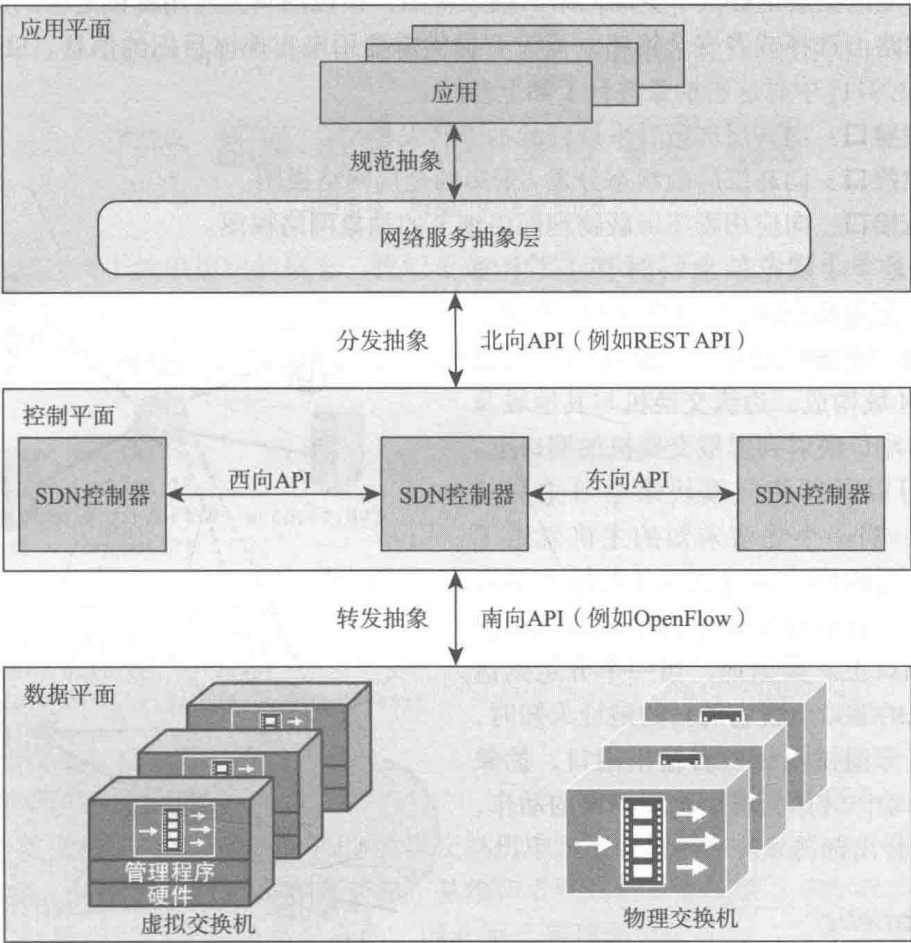 应用平面
应用
规范抽象
网络服务抽象层
分发抽象
北向API（例如REST API）
控制平面
SDN控制器
西向API
SDN控制器
东向API
SDN控制器
转发抽象
南向API（例如OpenFlow）
数据平面
管理程序
硬件
虚拟交换机
物理交换机